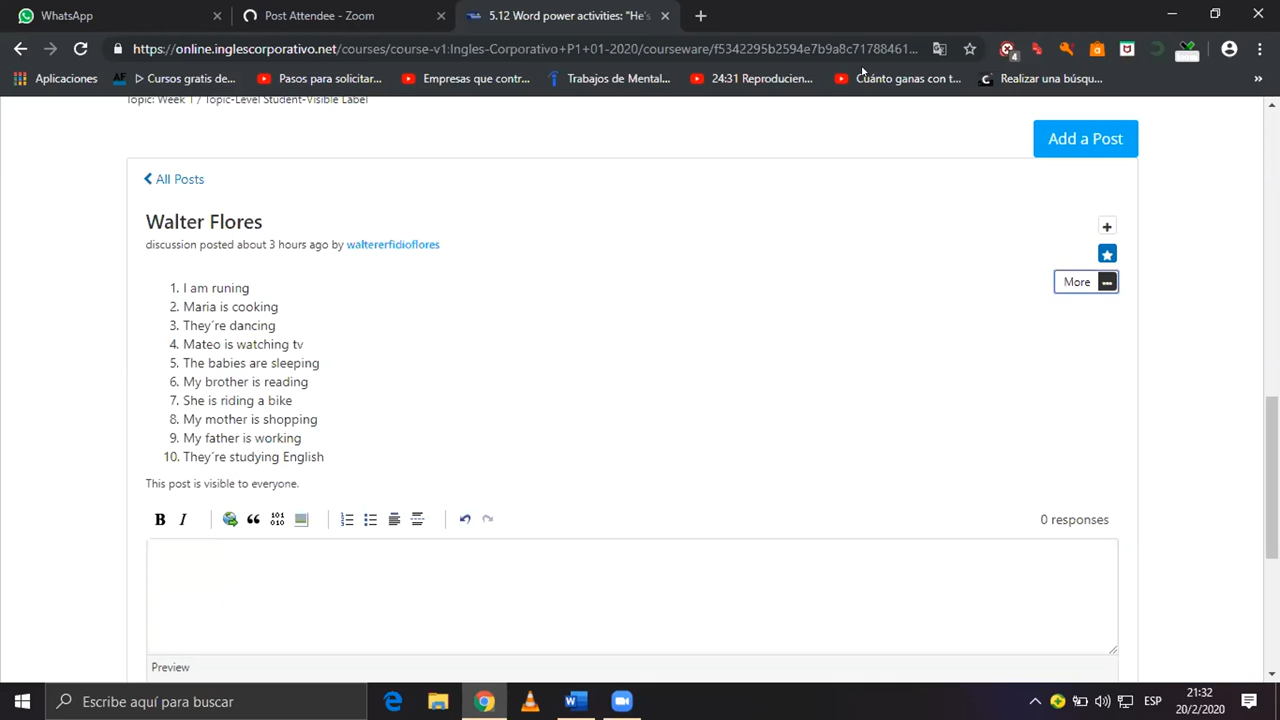 WhatsApp
Post Attendee - Zoom
5.12 Word power activities: "He's
https://online.inglescorporativo.net/courses/course-v1:Ingles-Corporativo+P1+01-2020/courseware/f5342295b2594e7b9a8c71788461...
4
Aplicaciones
▷ Cursos gratis de...
Pasos para solicitar...
Empresas que contr...
Trabajos de Mental...
24:31 Reproducien...
Cuánto ganas con t...
Realizar una búsqu...
»
Topic: Week 1 / Topic-Level Student-Visible Label
Add a Post
All Posts
Walter Flores
discussion posted about 3 hours ago by waltererfidioflores
More
1. I am runing
2. Maria is cooking
3. They´re dancing
4. Mateo is watching tv
5. The babies are sleeping
6. My brother is reading
7. She is riding a bike
8. My mother is shopping
9. My father is working
10. They´re studying English
This post is visible to everyone.
0 responses
Preview
Escribe aquí para buscar
ESP
21:32
20/2/2020